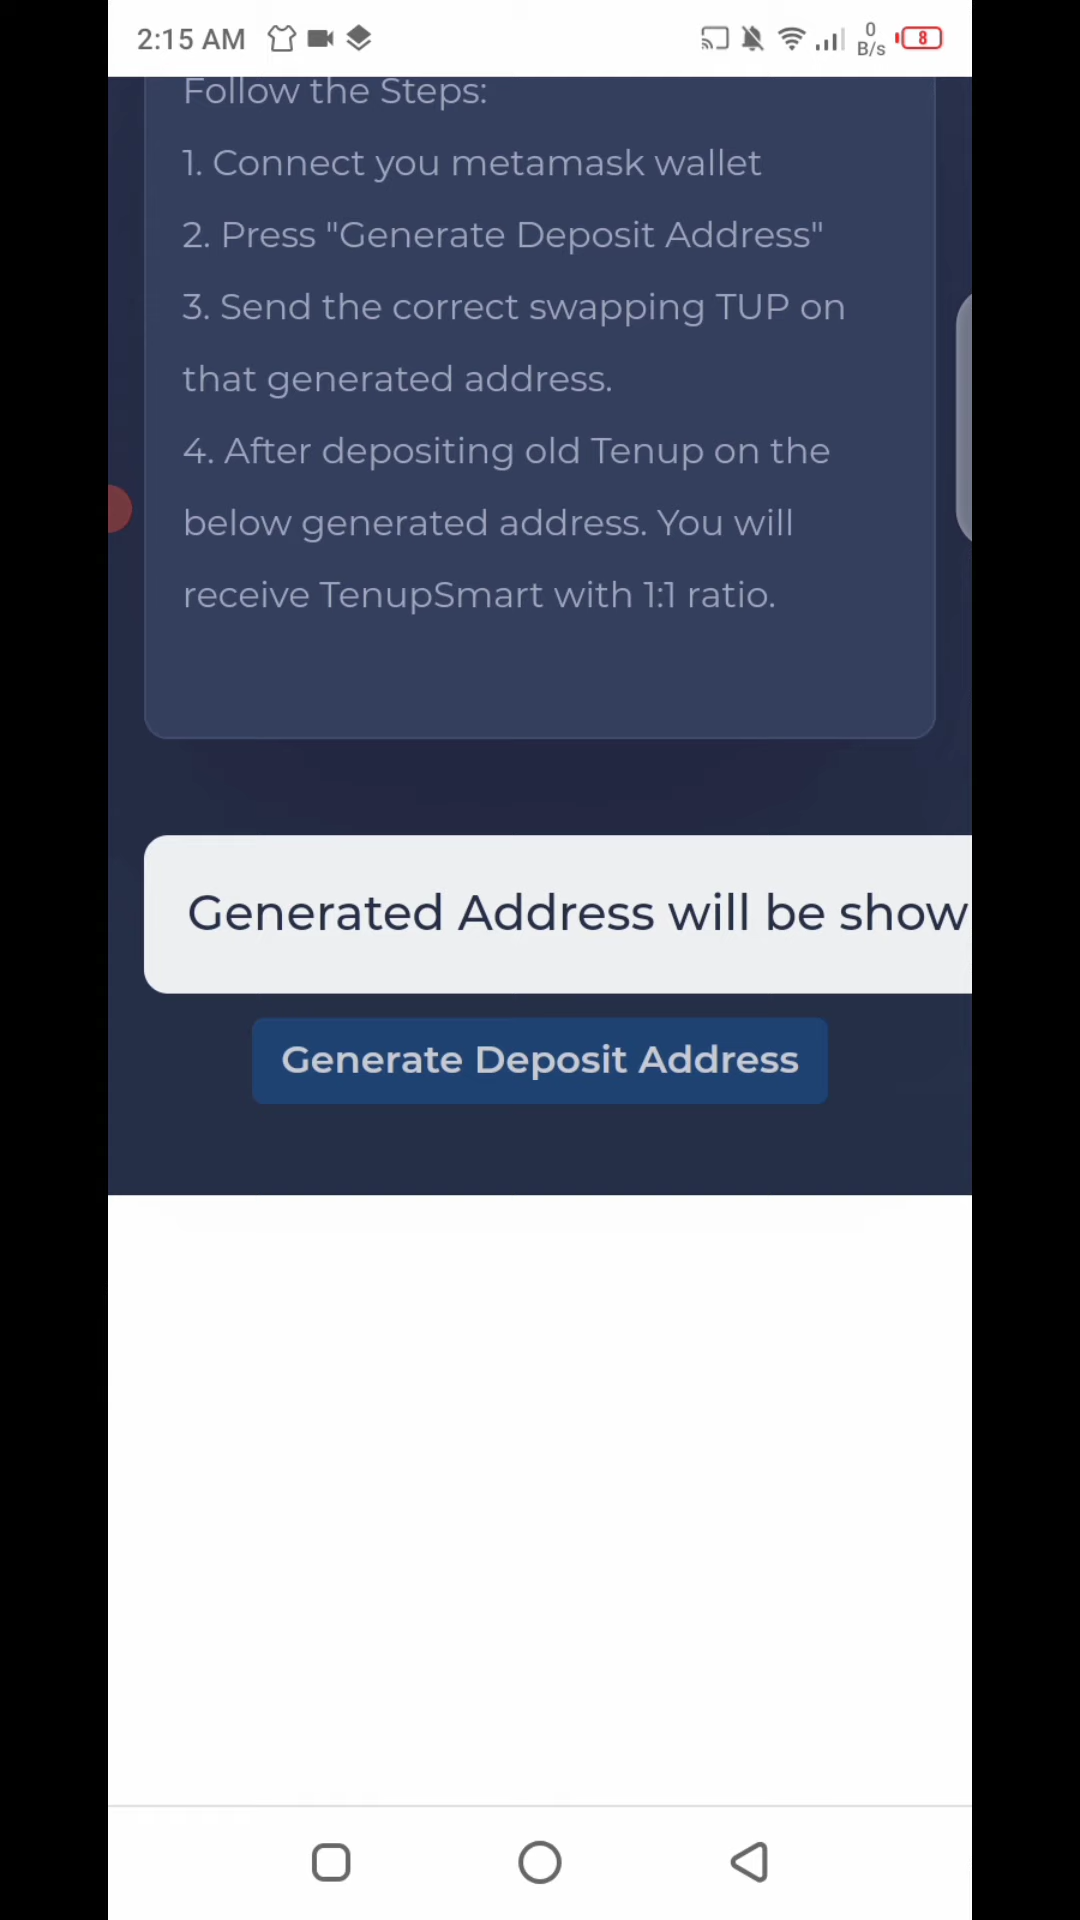 2:15 AM
0
B/s
8
Follow the Steps:
1. Connect you metamask wallet
2. Press "Generate Deposit Address"
3. Send the correct swapping TUP on
that generated address.
4. After depositing old Tenup on the
below generated address. You will
receive TenupSmart with 1:1 ratio.
Generated Address will be show
Generate Deposit Address